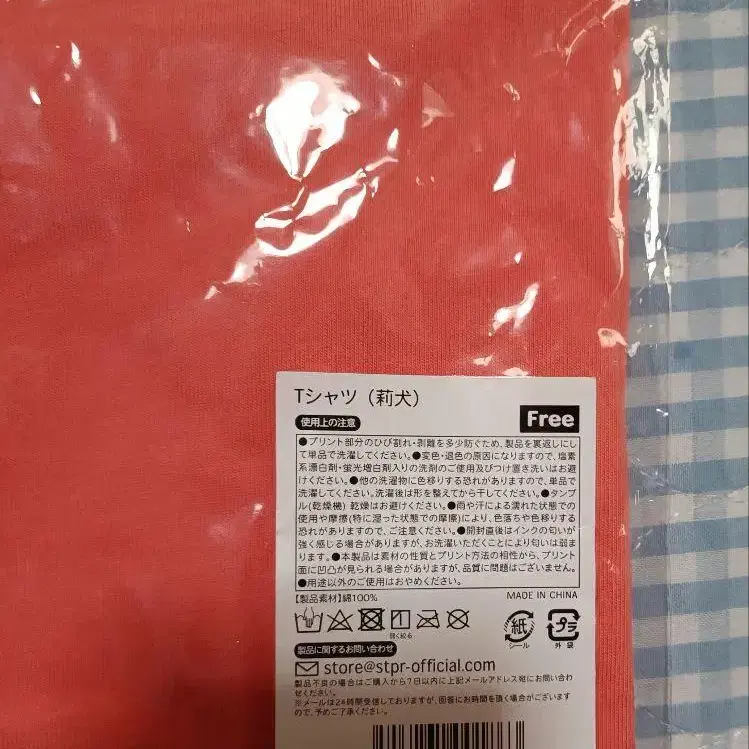 Tシャツ（莉犬）
使用上の注意
Free
●プリント部分のひび割れ・剥離を多少防ぐため、製品を裏返しにし
て単品で洗濯してください。●変色・退色の原因になりますので、塩素
系漂白剤・蛍光増白剤入りの洗剤のご使用及びつけ置き洗いはお避
けください。●他の洗濯物に色移りする恐れがありますので、単品で
洗濯してください。洗濯後は形を整えてから干してください。●タンブ
ル(乾燥機) 乾燥はお避けください。●雨や汗による濡れた状態での
使用や摩擦(特に湿った状態での摩擦)により、色落ちや色移りする
恐れがありますので、ご注意ください。●開封直後はインクの匂いが
強く感じる場合がありますが、お洗濯いただくことにより匂いは弱ま
ります。●本製品は素材の性質とプリント方法の相性から、プリント
面に凹凸が見られる場合がありますが、品質に問題はございません。
●用途以外のご使用はおやめください。
【製品素材】綿100%
MADE IN CHINA
弱く絞る
紙
シール
プラ
外袋
製品に関するお問い合わせ
store@stpr-official.com
製品不良の場合はご購入から7日以内に上記メールアドレス宛にお問い合わ
せください。
※メールは24時間受信しておりますが、回答にお時間を頂く場合がございます
ので、予めご了承ください。